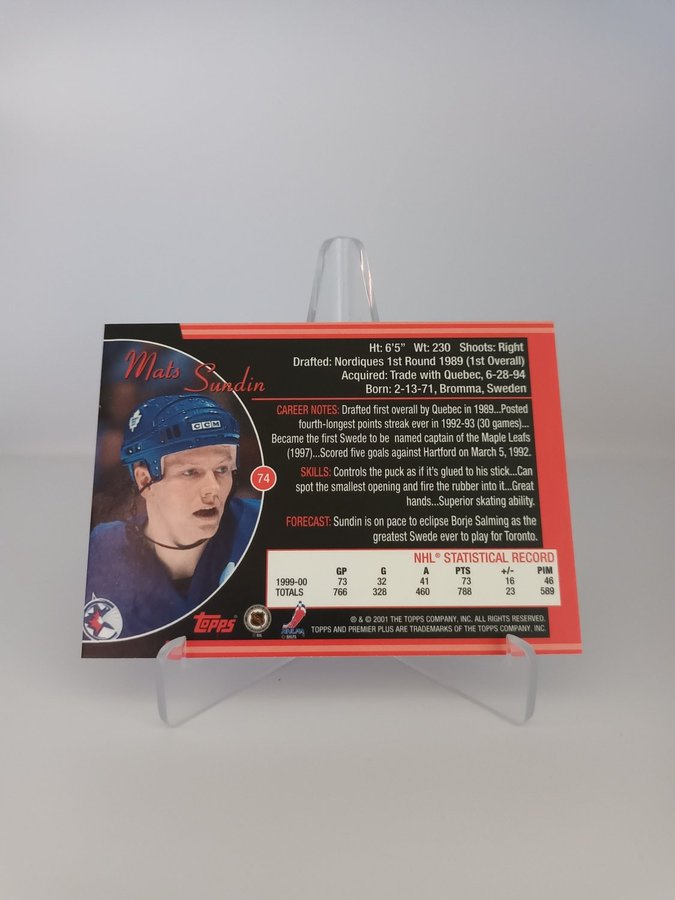 Mats Sundin
CCM
74
Ht: 6'5" Wt: 230 Shoots: Right
Drafted: Nordiques 1st Round 1989 (1st Overall)
Acquired: Trade with Quebec, 6-28-94
Born: 2-13-71, Bromma, Sweden
CAREER NOTES: Drafted first overall by Quebec in 1989...Posted
fourth-longest points streak ever in 1992-93 (30 games)...
Became the first Swede to be named captain of the Maple Leafs
(1997)...Scored five goals against Hartford on March 5, 1992.
SKILLS: Controls the puck as if it's glued to his stick...Can
spot the smallest opening and fire the rubber into it...Great
hands...Superior skating ability.
FORECAST: Sundin is on pace to eclipse Borje Salming as the
greatest Swede ever to play for Toronto.
NHL® STATISTICAL RECORD
GP G A PTS +/- PIM
1999-00 73 32 41 73 16 46
TOTALS 766 328 460 788 23 589
Topps
NHLPA
® & © 2001 THE TOPPS COMPANY, INC. ALL RIGHTS RESERVED.
TOPPS AND PREMIER PLUS ARE TRADEMARKS OF THE TOPPS COMPANY, INC.